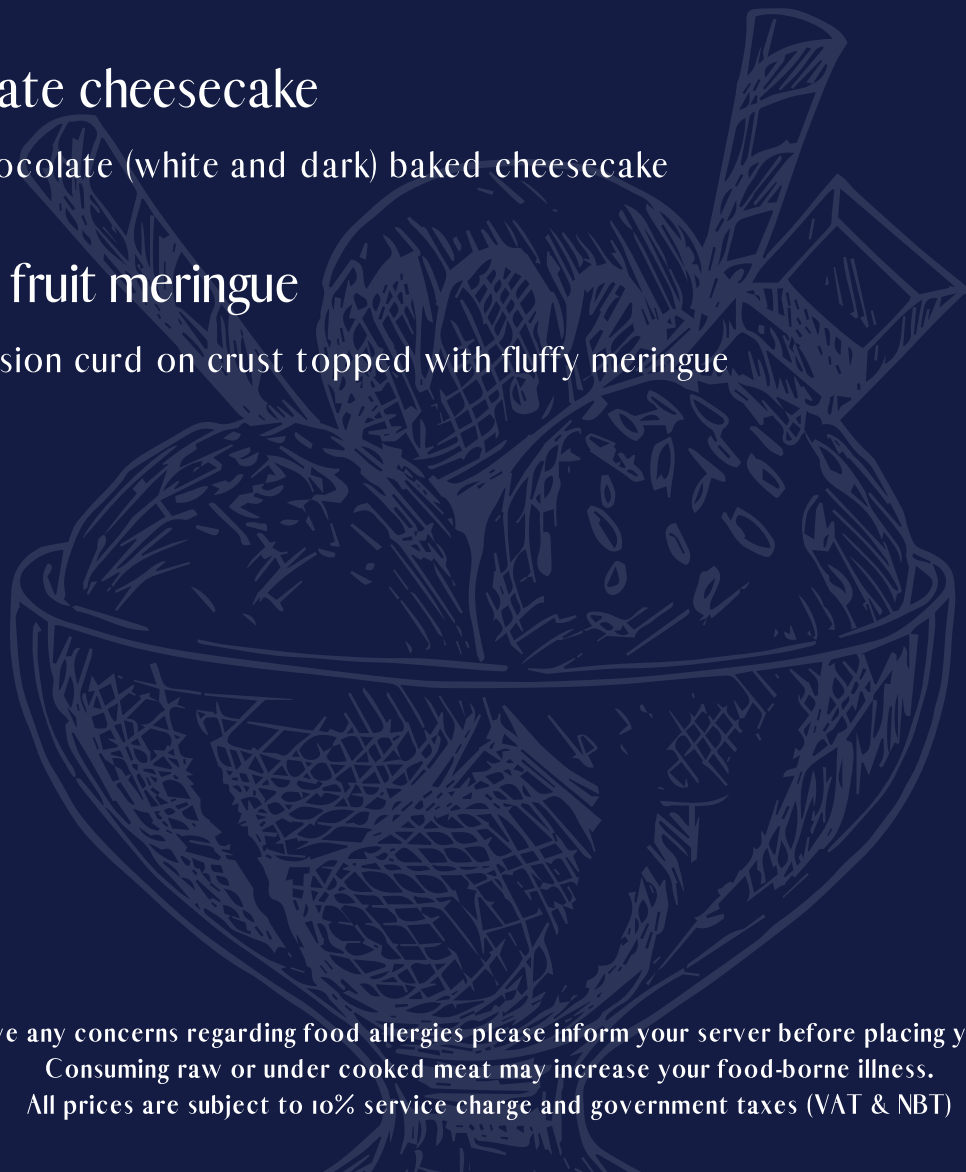 ate cheesecake
ocolate (white and dark) baked cheesecake
fruit meringue
sion curd on crust topped with fluffy meringue
ve any concerns regarding food allergies please inform your server before placing y
Consuming raw or under cooked meat may increase your food-borne illness.
All prices are subject to 10% service charge and government taxes (VAT & NBT)